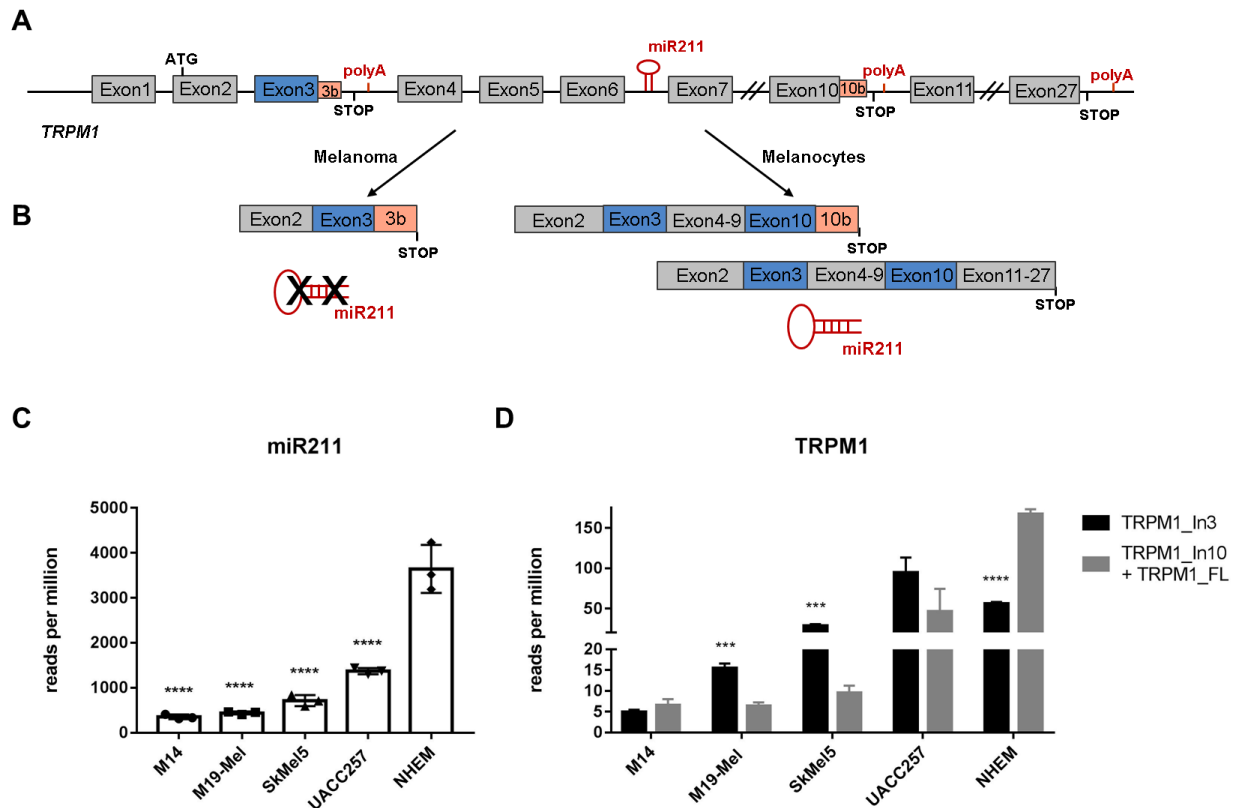 A
ATG
miR211
polyA
polyA
polyA
Exon1
Exon2
Exon3
3b
Exon4
Exon5
Exon6
Exon7
Exon10
10b
Exon11
Exon27
STOP
STOP
STOP
TRPM1
Melanoma
Melanocytes
B
Exon2
Exon3
3b
STOP
Exon2
Exon3
Exon4-9
Exon10
10b
STOP
Exon2
Exon3
Exon4-9
Exon10
Exon11-27
STOP
X X
miR211
miR211
C
miR211
reads per million
5000
4000
3000
2000
1000
0
****
****
****
****
M14
M19-Mel
SkMel5
UACC257
NHEM
D
TRPM1
reads per million
150
100
50
20
15
10
5
0
***
***
****
M14
M19-Mel
SkMel5
UACC257
NHEM
TRPM1_In3
TRPM1_In10
+ TRPM1_FL